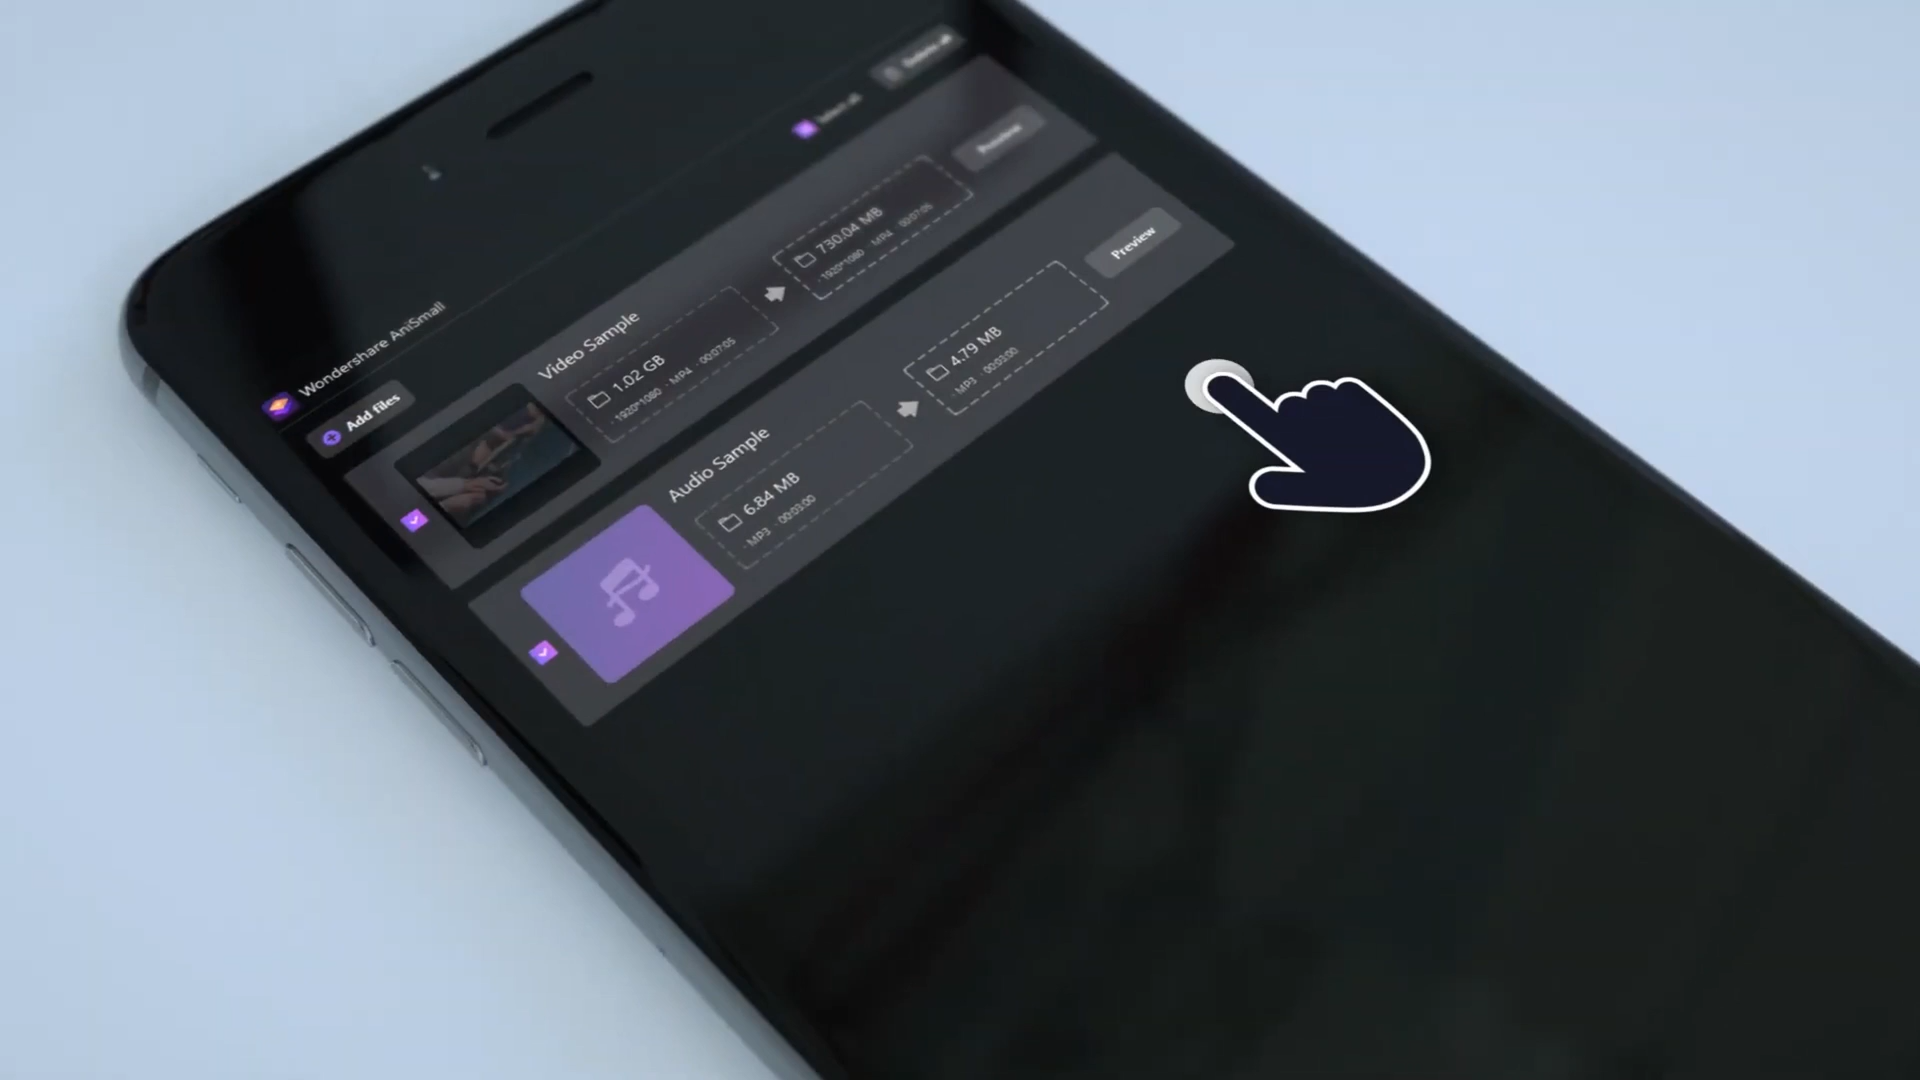 Wondershare AniSmall
Add files
Video Sample
1.02 GB
· 1920*1080 · MP4 · 00:07:05
730.04 MB
· 1920*1080 · MP4 · 00:07:05
Audio Sample
6.84 MB
· MP3 · 00:03:00
4.79 MB
· MP3 · 00:03:00
Preview